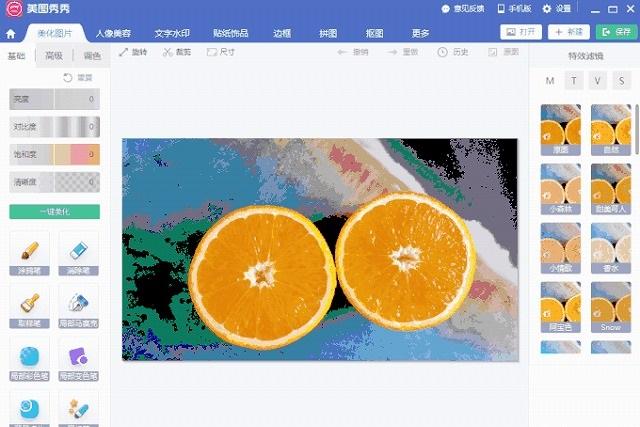 美图秀秀
意见反馈 手机版 设置
美化图片 人像美容 文字水印 贴纸饰品 边框 拼图 抠图 更多
打开 新建 保存
基础 高级 调色
旋转 裁剪 尺寸
撤销 重做 历史 原图
特效滤镜
重置
M T V S
亮度 0
对比度 0
饱和度 0
清晰度 0
一键美化
涂鸦笔 消除笔
取样笔 局部马赛克
局部彩色笔 局部变色笔
原图 自然
小森林 甜美可人
小情歌 香水
阿宝色 Snow